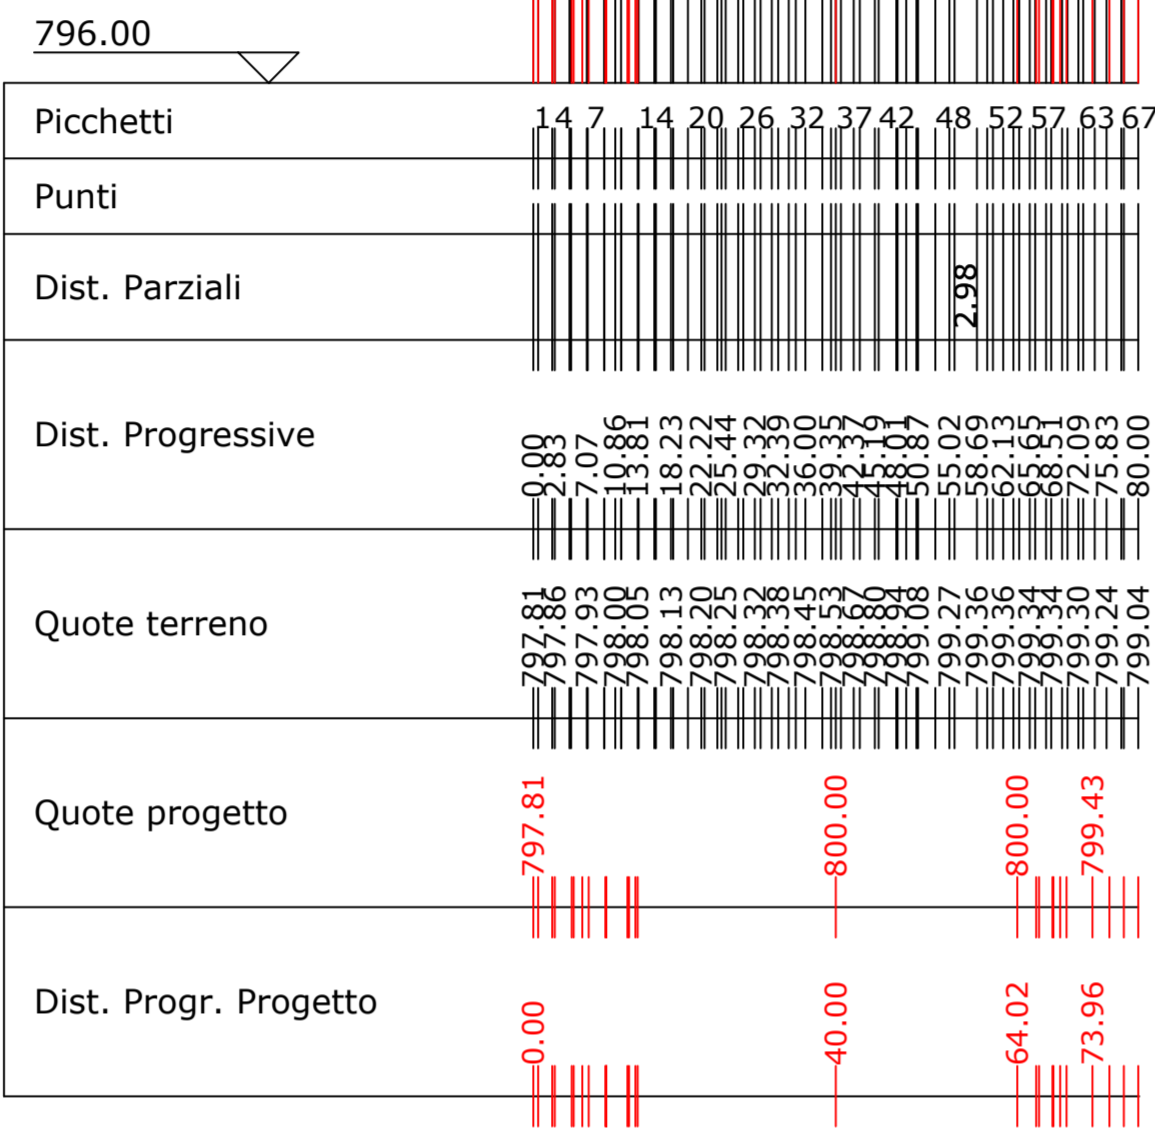 796.00
Picchetti 14 7 14 20 26 32 37 42 48 52 57 63 67
Punti
Dist. Parziali 2.98
Dist. Progressive 0.00 2.83 7.07 10.86 13.81 18.23 22.22 25.44 29.32 32.39 36.00 39.35 42.37 45.19 48.01 50.87 55.02 58.69 62.13 65.65 68.51 72.09 75.83 80.00
Quote terreno 797.81 797.86 797.93 798.00 798.05 798.13 798.20 798.25 798.32 798.38 798.45 798.53 798.67 798.80 798.94 799.08 799.27 799.36 799.36 799.34 799.34 799.30 799.24 799.04
Quote progetto 797.81 800.00 800.00 799.43
Dist. Progr. Progetto 0.00 40.00 64.02 73.96